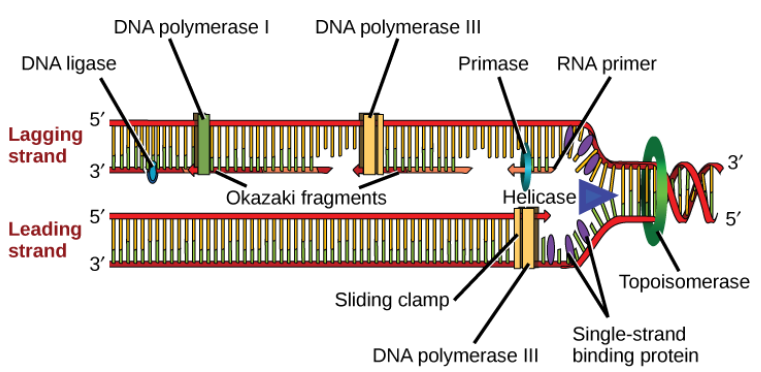 DNA polymerase I
DNA polymerase III
DNA ligase
Primase
RNA primer
5′
Lagging
strand
3′
3′
Okazaki fragments
Helicase
5′
5′
Leading
strand
3′
Topoisomerase
Sliding clamp
Single-strand
binding protein
DNA polymerase III